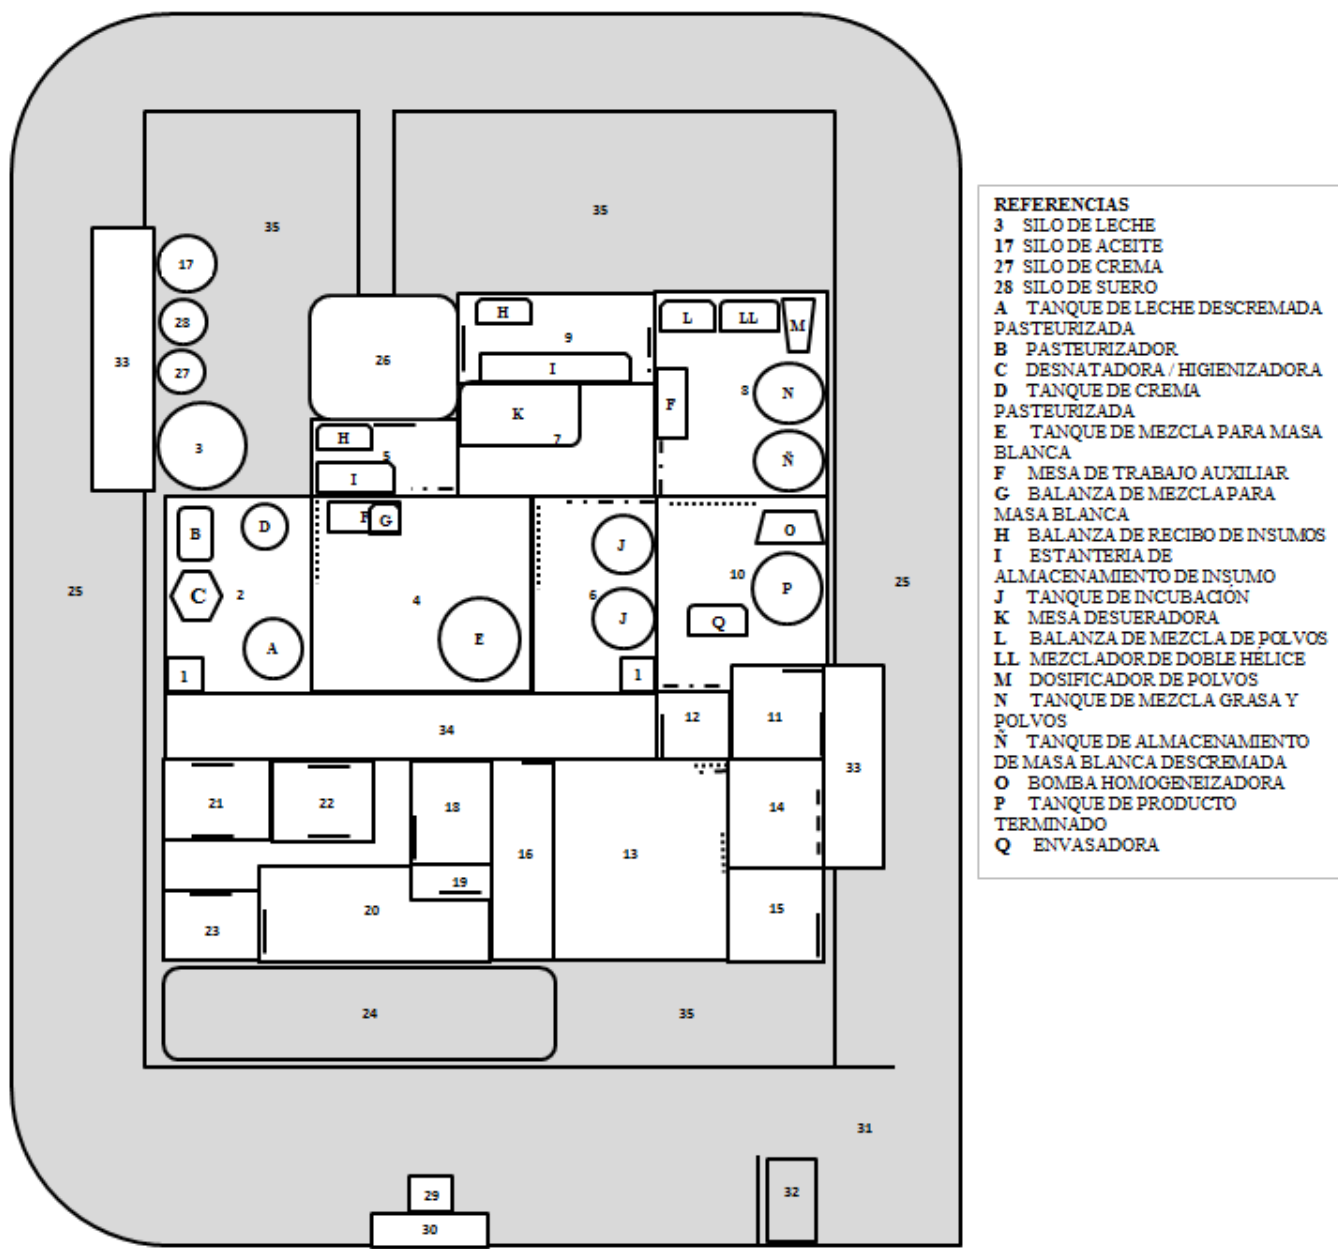 35
35
17
28
27
33
3
26
H
9
I
K
7
L
LL
M
8
N
F
Ñ
H
5
I
25
B
D
C
2
A
1
F
G
4
E
J
6
J
1
O
10
P
Q
25
34
12
11
33
21
22
18
16
13
14
19
20
23
15
24
35
31
29
30
32
REFERENCIAS
3 SILO DE LECHE
17 SILO DE ACEITE
27 SILO DE CREMA
28 SILO DE SUERO
A TANQUE DE LECHE DESCREMADA
PASTEURIZADA
B PASTEURIZADOR
C DESNATADORA / HIGIENIZADORA
D TANQUE DE CREMA
PASTEURIZADA
E TANQUE DE MEZCLA PARA MASA
BLANCA
F MESA DE TRABAJO AUXILIAR
G BALANZA DE MEZCLA PARA
MASA BLANCA
H BALANZA DE RECIBO DE INSUMOS
I ESTANTERIA DE
ALMACENAMIENTO DE INSUMO
J TANQUE DE INCUBACIÓN
K MESA DESUERADORA
L BALANZA DE MEZCLA DE POLVOS
LL MEZCLADOR DE DOBLE HÉLICE
M DOSIFICADOR DE POLVOS
N TANQUE DE MEZCLA GRASA Y
POLVOS
Ñ TANQUE DE ALMACENAMIENTO
DE MASA BLANCA DESCREMADA
O BOMBA HOMOGENEIZADORA
P TANQUE DE PRODUCTO
TERMINADO
Q ENVASADORA